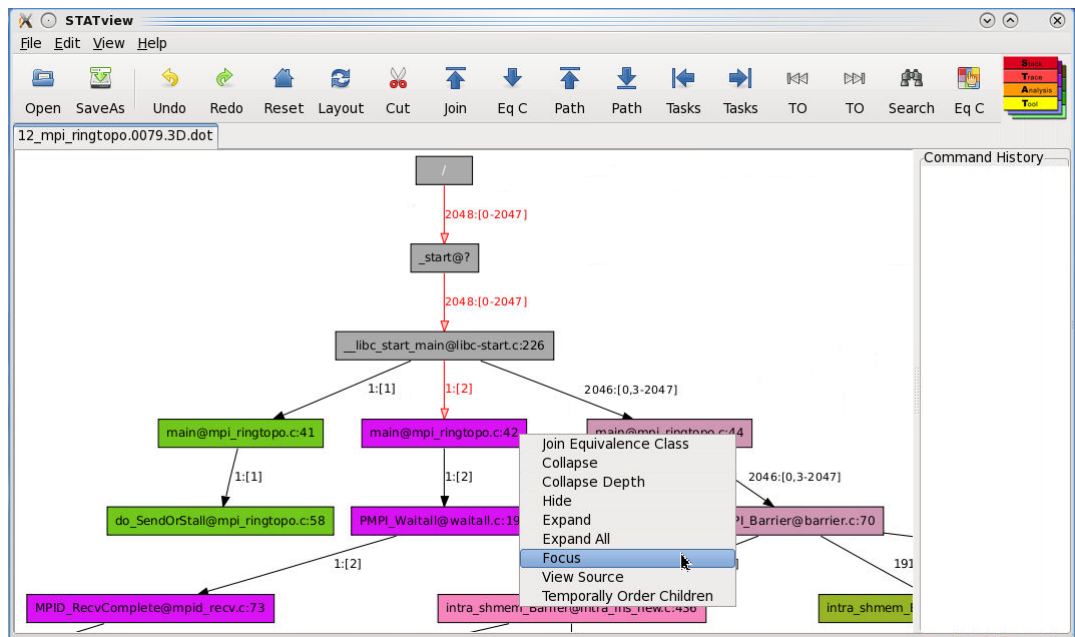 STATview
File Edit View Help
Open SaveAs Undo Redo Reset Layout Cut Join Eq C Path Path Tasks Tasks TO TO Search Eq C
Stack
Trace
Analysis
Tool
12_mpi_ringtopo.0079.3D.dot
Command History
/
2048:[0-2047]
_start@?
2048:[0-2047]
__libc_start_main@libc-start.c:226
1:[1] 1:[2] 2046:[0,3-2047]
main@mpi_ringtopo.c:41 main@mpi_ringtopo.c:42 main@mpi_ringtopo.c:44
Join Equivalence Class
Collapse
Collapse Depth
Hide
Expand
Expand All
Focus
View Source
Temporally Order Children
1:[1] 1:[2] 2046:[0,3-2047]
do_SendOrStall@mpi_ringtopo.c:58 PMPI_Waitall@waitall.c:19 PI_Barrier@barrier.c:70
1:[2] 191
MPID_RecvComplete@mpid_recv.c:73 intra_shmem_Barrier@intra_fns_new.c:436 intra_shmem_